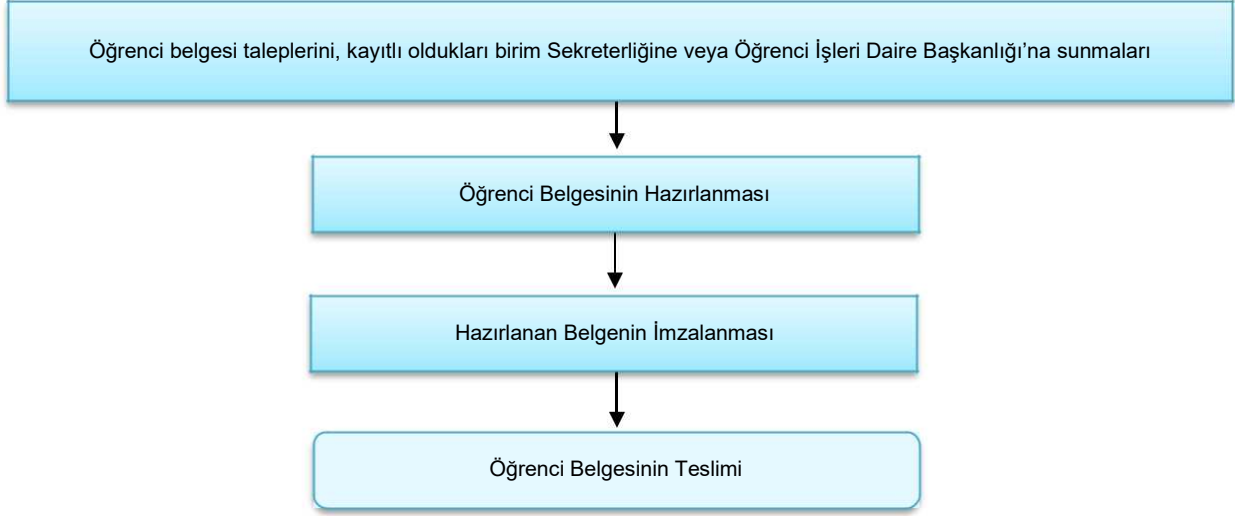 Öğrenci belgesi taleplerini, kayıtlı oldukları birim Sekreterliğine veya Öğrenci İşleri Daire Başkanlığı’na sunmaları
Öğrenci Belgesinin Hazırlanması
Hazırlanan Belgenin İmzalanması
Öğrenci Belgesinin Teslimi